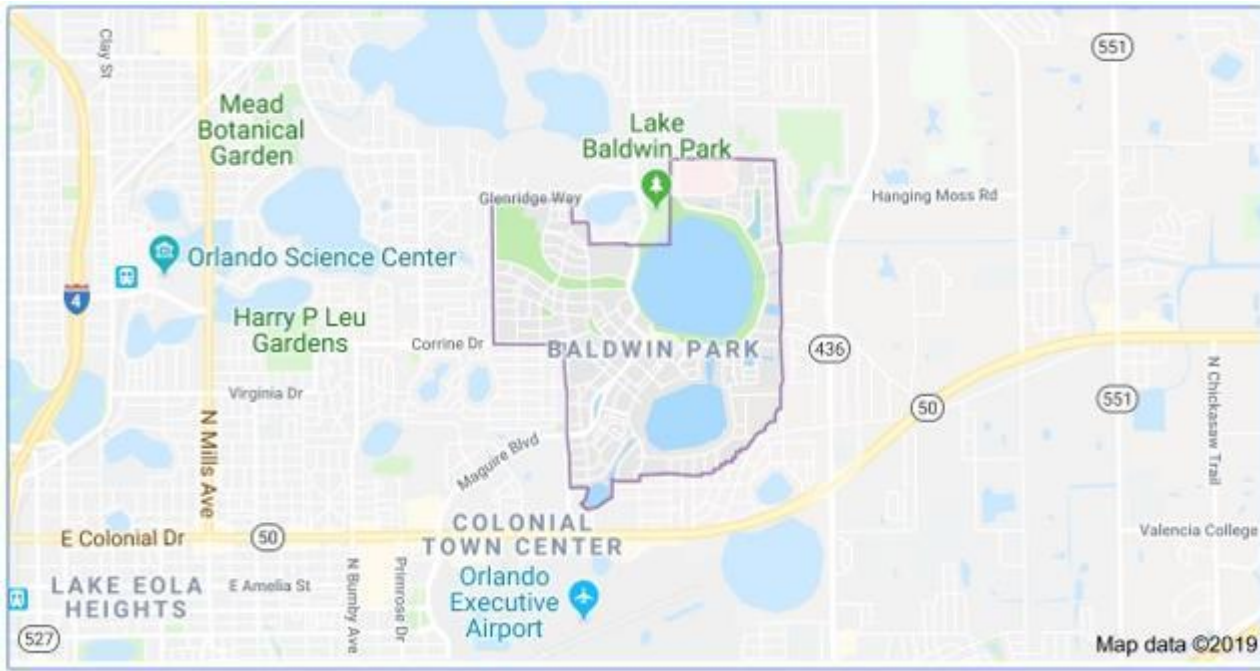 Clay St
551
Mead
Botanical
Garden
Lake
Baldwin Park
Glenridge Way
Hanging Moss Rd
Orlando Science Center
4
Harry P Leu
Gardens
Corrine Dr
BALDWIN PARK
436
Virginia Dr
50
551
N Chickasaw Trail
N Mills Ave
Maguire Blvd
E Colonial Dr
50
COLONIAL
TOWN CENTER
Valencia College
LAKE EOLA
HEIGHTS
E Amelia St
N Bumby Ave
Primrose Dr
Orlando
Executive
Airport
527
Map data ©2019